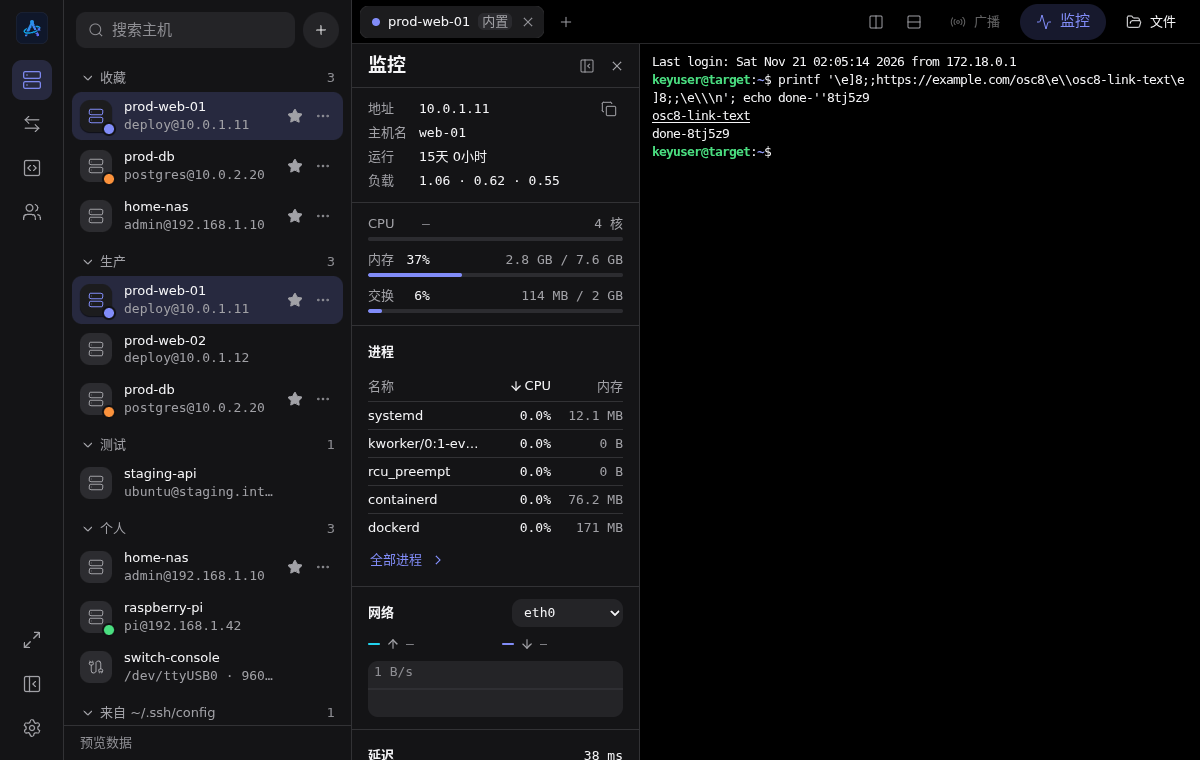 搜索主机
收藏 3
prod-web-01
deploy@10.0.1.11
prod-db
postgres@10.0.2.20
home-nas
admin@192.168.1.10
生产 3
prod-web-01
deploy@10.0.1.11
prod-web-02
deploy@10.0.1.12
prod-db
postgres@10.0.2.20
测试 1
staging-api
ubuntu@staging.int…
个人 3
home-nas
admin@192.168.1.10
raspberry-pi
pi@192.168.1.42
switch-console
/dev/ttyUSB0 · 960…
来自 ~/.ssh/config 1
预览数据
prod-web-01 内置
广播
监控
文件
监控
地址 10.0.1.11
主机名 web-01
运行 15天 0小时
负载 1.06 · 0.62 · 0.55
CPU — 4 核
内存 37% 2.8 GB / 7.6 GB
交换 6% 114 MB / 2 GB
进程
名称 CPU 内存
systemd 0.0% 12.1 MB
kworker/0:1-ev… 0.0% 0 B
rcu_preempt 0.0% 0 B
containerd 0.0% 76.2 MB
dockerd 0.0% 171 MB
全部进程
网络 eth0
— —
1 B/s
延迟 38 ms
Last login: Sat Nov 21 02:05:14 2026 from 172.18.0.1
keyuser@target:~$ printf '\e]8;;https://example.com/osc8\e\\osc8-link-text\e
]8;;\e\\\n'; echo done-''8tj5z9
osc8-link-text
done-8tj5z9
keyuser@target:~$